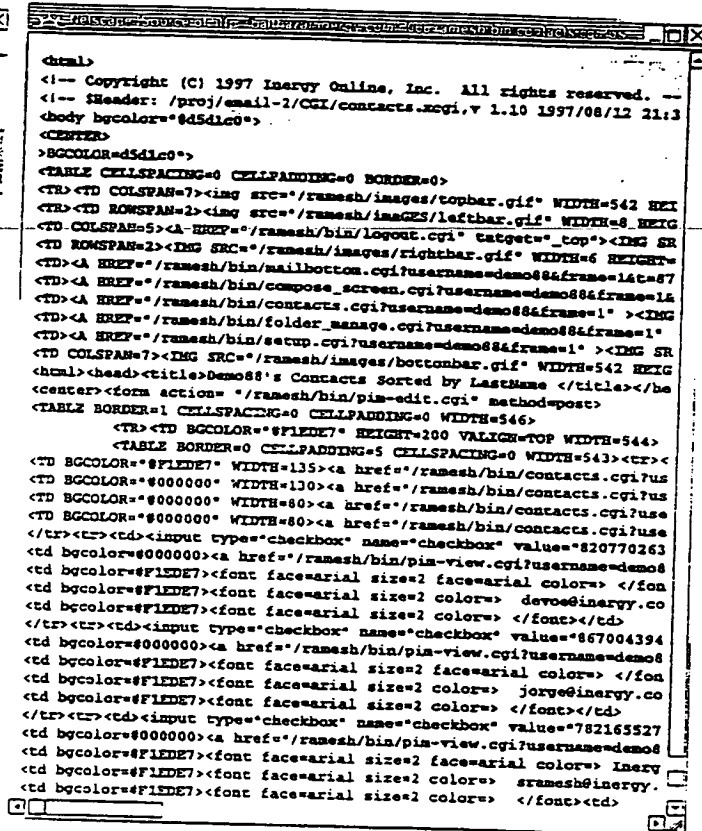 <html>
<!-- Copyright (C) 1997 Inergy Online, Inc. All rights reserved. --
<!-- $Header: /proj/email-2/CGI/contacts.xcgi,v 1.10 1997/08/12 21:3
<body bgcolor="#d5d1c0">
<CENTER>
>BGCOLOR=d5d1c0">
<TABLE CELLSPACING=0 CELLPADDING=0 BORDER=0>
<TR><TD COLSPAN=7><img src="/ramesh/images/topbar.gif" WIDTH=542 HEI
<TR><TD ROWSPAN=2><img src="/ramesh/imaGES/leftbar.gif" WIDTH=8 HEIG
<TD COLSPAN=5><A HREF="/ramesh/bin/logout.cgi" tatget="_top"><IMG SR
<TD ROWSPAN=2><IMG SRC="/ramesh/images/rightbar.gif" WIDTH=6 HEIGHT=
<TD><A HREF="/ramesh/bin/mailbottom.cgi?username=demo88&frame=1&t=87
<TD><A HREF="/ramesh/bin/compose_screen.cgi?username=demo88&frame=1&
<TD><A HREF="/ramesh/bin/contacts.cgi?username=demo88&frame=1" ><IMG
<TD><A HREF="/ramesh/bin/folder_manage.cgi?username=demo88&frame=1"
<TD><A HREF="/ramesh/bin/setup.cgi?username=demo88&frame=1" ><IMG SR
<TD COLSPAN=7><IMG SRC="/ramesh/images/bottonbar.gif" WIDTH=542 HEIG
<html><head><title>Demo88's Contacts Sorted by LastName </title></he
<center><form action= "/ramesh/bin/pim-edit.cgi" method=post>
<TABLE BORDER=1 CELLSPACING=0 CELLPADDING=0 WIDTH=546>
<TR><TD BGCOLOR="#F1EDE7" HEIGHT=200 VALIGN=TOP WIDTH=544>
<TABLE BORDER=0 CELLPADDING=5 CELLSPACING=0 WIDTH=543><tr><
<TD BGCOLOR="#F1EDE7" WIDTH=135><a href="/ramesh/bin/contacts.cgi?us
<TD BGCOLOR="#000000" WIDTH=130><a href="/ramesh/bin/contacts.cgi?us
<TD BGCOLOR="#000000" WIDTH=80><a href="/ramesh/bin/contacts.cgi?use
<TD BGCOLOR="#000000" WIDTH=80><a href="/ramesh/bin/contacts.cgi?use
</tr><tr><td><input type="checkbox" name="checkbox" value="820770263
<td bgcolor=#000000><a href="/ramesh/bin/pim-view.cgi?username=demo8
<td bgcolor=#F1EDE7><font face=arial size=2 face=arial color=> </fon
<td bgcolor=#F1EDE7><font face=arial size=2 color=> devoe@inergy.co
<td bgcolor=#F1EDE7><font face=arial size=2 color=> </font></td>
</tr><tr><td><input type="checkbox" name="checkbox" value="867004394
<td bgcolor=#000000><a href="/ramesh/bin/pim-view.cgi?username=demo8
<td bgcolor=#F1EDE7><font face=arial size=2 face=arial color=> </fon
<td bgcolor=#F1EDE7><font face=arial size=2 color=> jorge@inergy.co
<td bgcolor=#F1EDE7><font face=arial size=2 color=> </font></td>
</tr><tr><td><input type="checkbox" name="checkbox" value="782165527
<td bgcolor=#000000><a href="/ramesh/bin/pim-view.cgi?username=demo8
<td bgcolor=#F1EDE7><font face=arial size=2 face=arial color=> Inerg
<td bgcolor=#F1EDE7><font face=arial size=2 color=> sramesh@inergy.
<td bgcolor=#F1EDE7><font face=arial size=2 color=> </font><td>